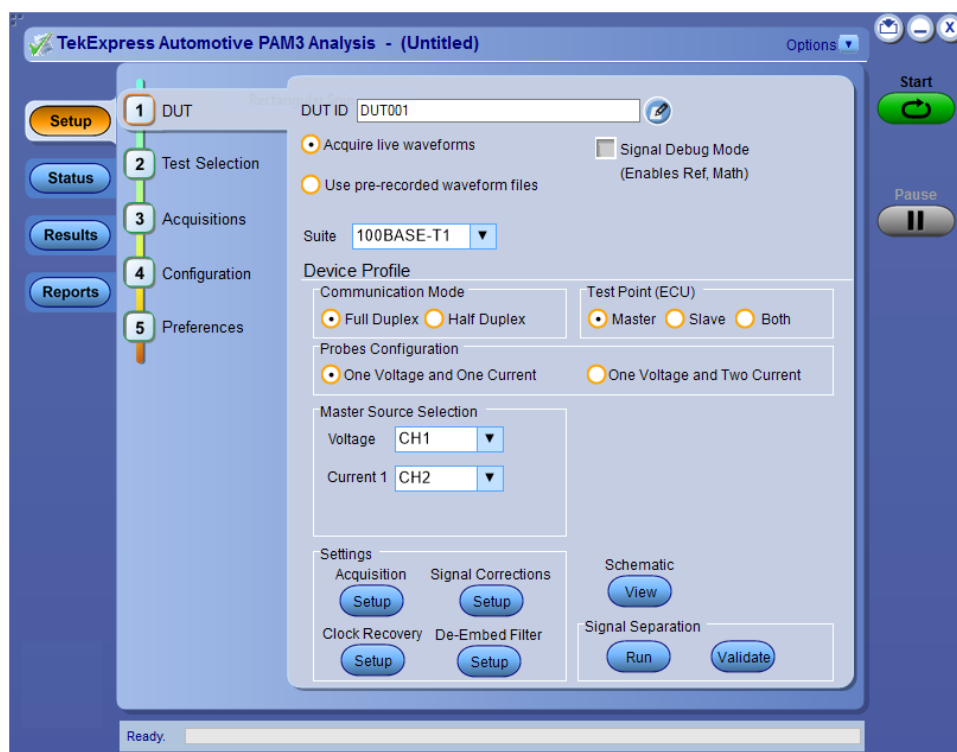 TekExpress Automotive PAM3 Analysis - (Untitled)
Options
Start
Pause
Setup
Status
Results
Reports
1 DUT
2 Test Selection
3 Acquisitions
4 Configuration
5 Preferences
DUT ID DUT001
Acquire live waveforms
Signal Debug Mode
(Enables Ref, Math)
Use pre-recorded waveform files
Suite 100BASE-T1
Device Profile
Communication Mode
Full Duplex Half Duplex
Test Point (ECU)
Master Slave Both
Probes Configuration
One Voltage and One Current One Voltage and Two Current
Master Source Selection
Voltage CH1
Current 1 CH2
Settings
Acquisition Signal Corrections
Setup Setup
Clock Recovery De-Embed Filter
Setup Setup
Schematic
View
Signal Separation
Run Validate
Ready.